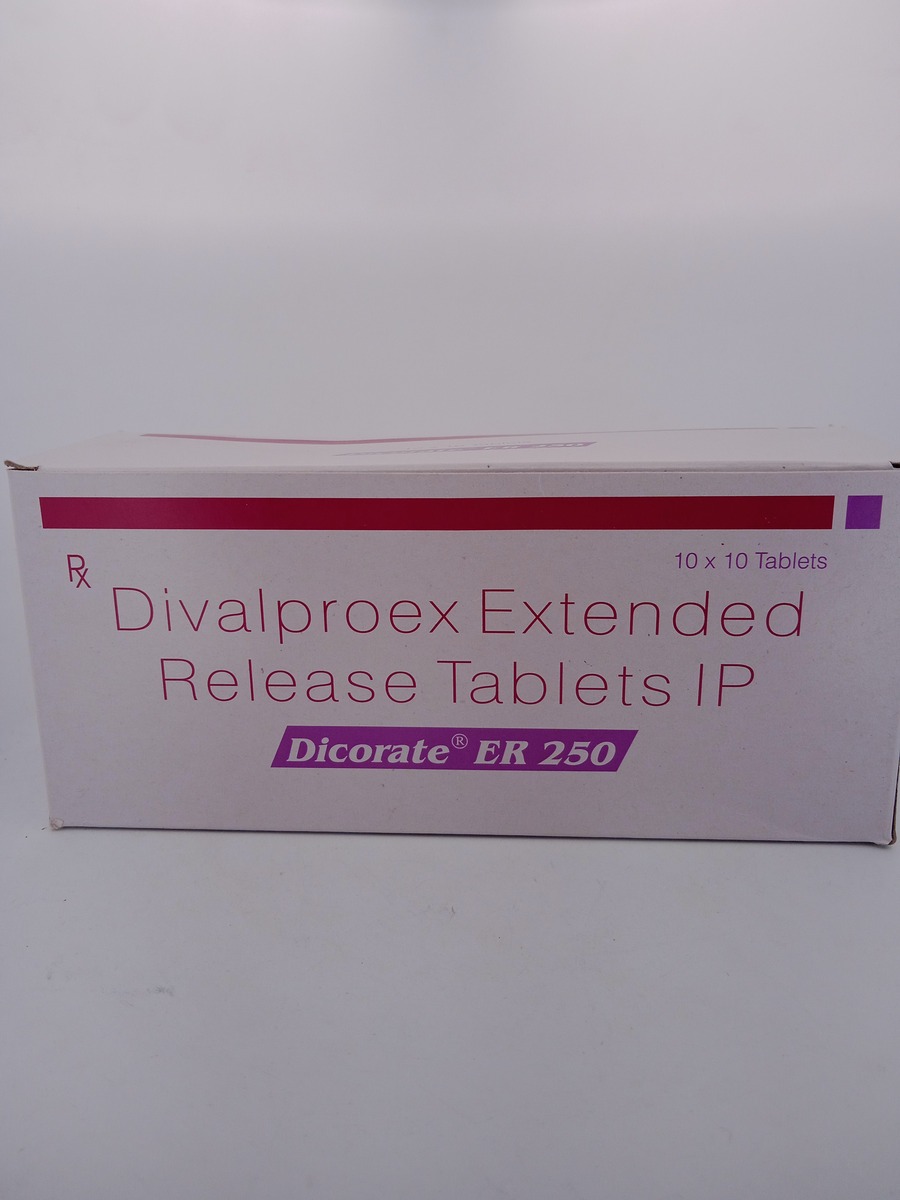 Rx
10 x 10 Tablets
Divalproex Extended
Release Tablets IP
Dicorate® ER 250